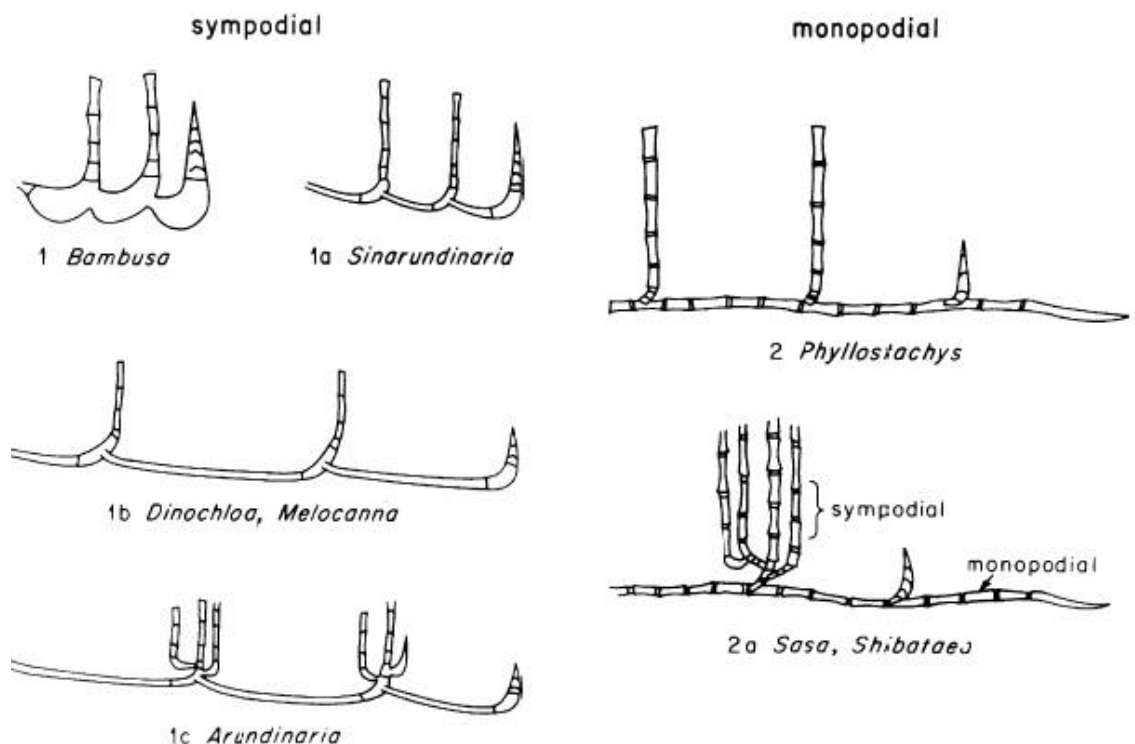 sympodial
1 Bambusa
1a Sinarundinaria
1b Dinochloa, Melocanna
1c Arundinaria
monopodial
2 Phyllostachys
sympodial
monopodial
2a Sasa, Shibataea